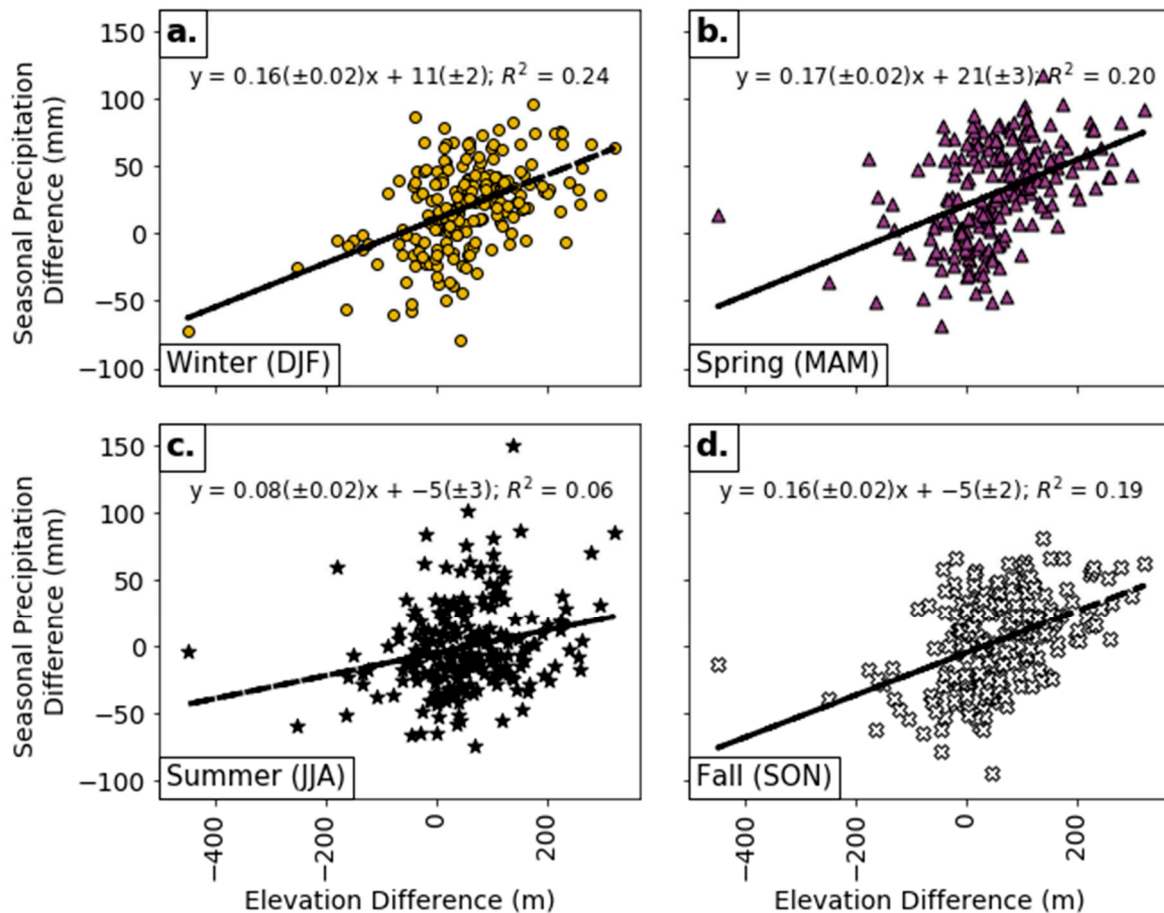 a.
y = 0.16(±0.02)x + 11(±2); R² = 0.24
150
100
50
0
−50
−100
Seasonal Precipitation
Difference (mm)
Winter (DJF)
b.
y = 0.17(±0.02)x + 21(±3); R² = 0.20
Spring (MAM)
c.
y = 0.08(±0.02)x + −5(±3); R² = 0.06
150
100
50
0
−50
−100
Seasonal Precipitation
Difference (mm)
Summer (JJA)
−400
−200
0
200
Elevation Difference (m)
d.
y = 0.16(±0.02)x + −5(±2); R² = 0.19
Fall (SON)
−400
−200
0
200
Elevation Difference (m)